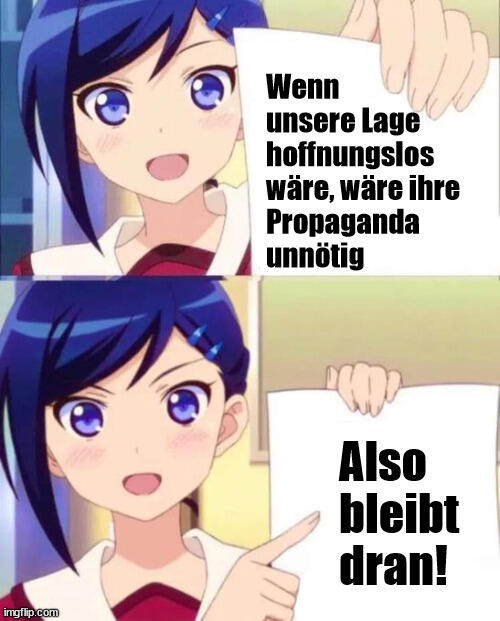 Wenn
unsere Lage
hoffnungslos
wäre, wäre ihre
Propaganda
unnötig
Also
bleibt
dran!
imgflip.com